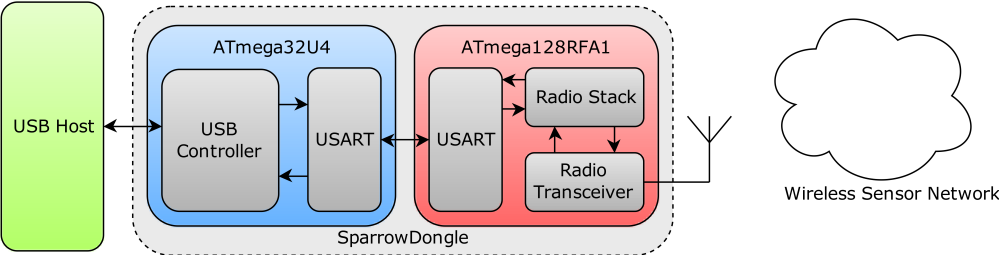 USB Host
ATmega32U4
USB
Controller
USART
ATmega128RFA1
USART
Radio Stack
Radio
Transceiver
SparrowDongle
Wireless Sensor Network